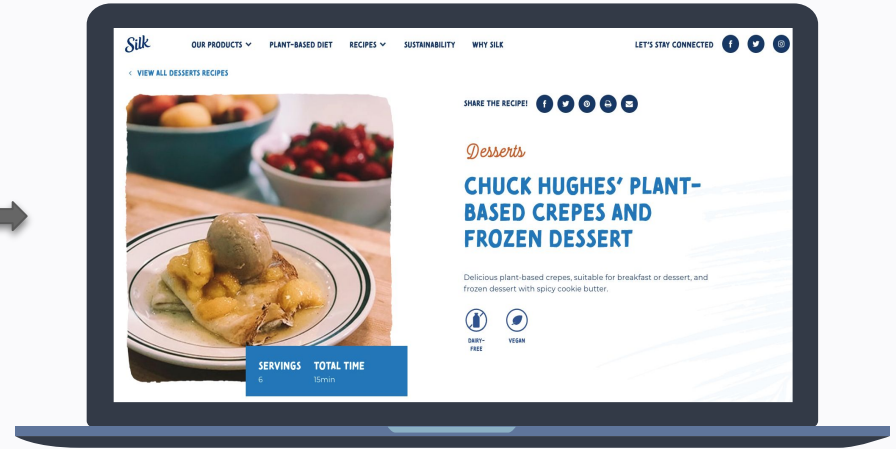 Silk
OUR PRODUCTS PLANT-BASED DIET RECIPES SUSTAINABILITY WHY SILK LET'S STAY CONNECTED
‹ VIEW ALL DESSERTS RECIPES
SHARE THE RECIPE!
Desserts
CHUCK HUGHES' PLANT-
BASED CREPES AND
FROZEN DESSERT
Delicious plant-based crepes, suitable for breakfast or dessert, and
frozen dessert with spicy cookie butter.
DAIRY-
FREE
VEGAN
SERVINGS TOTAL TIME
6 15min